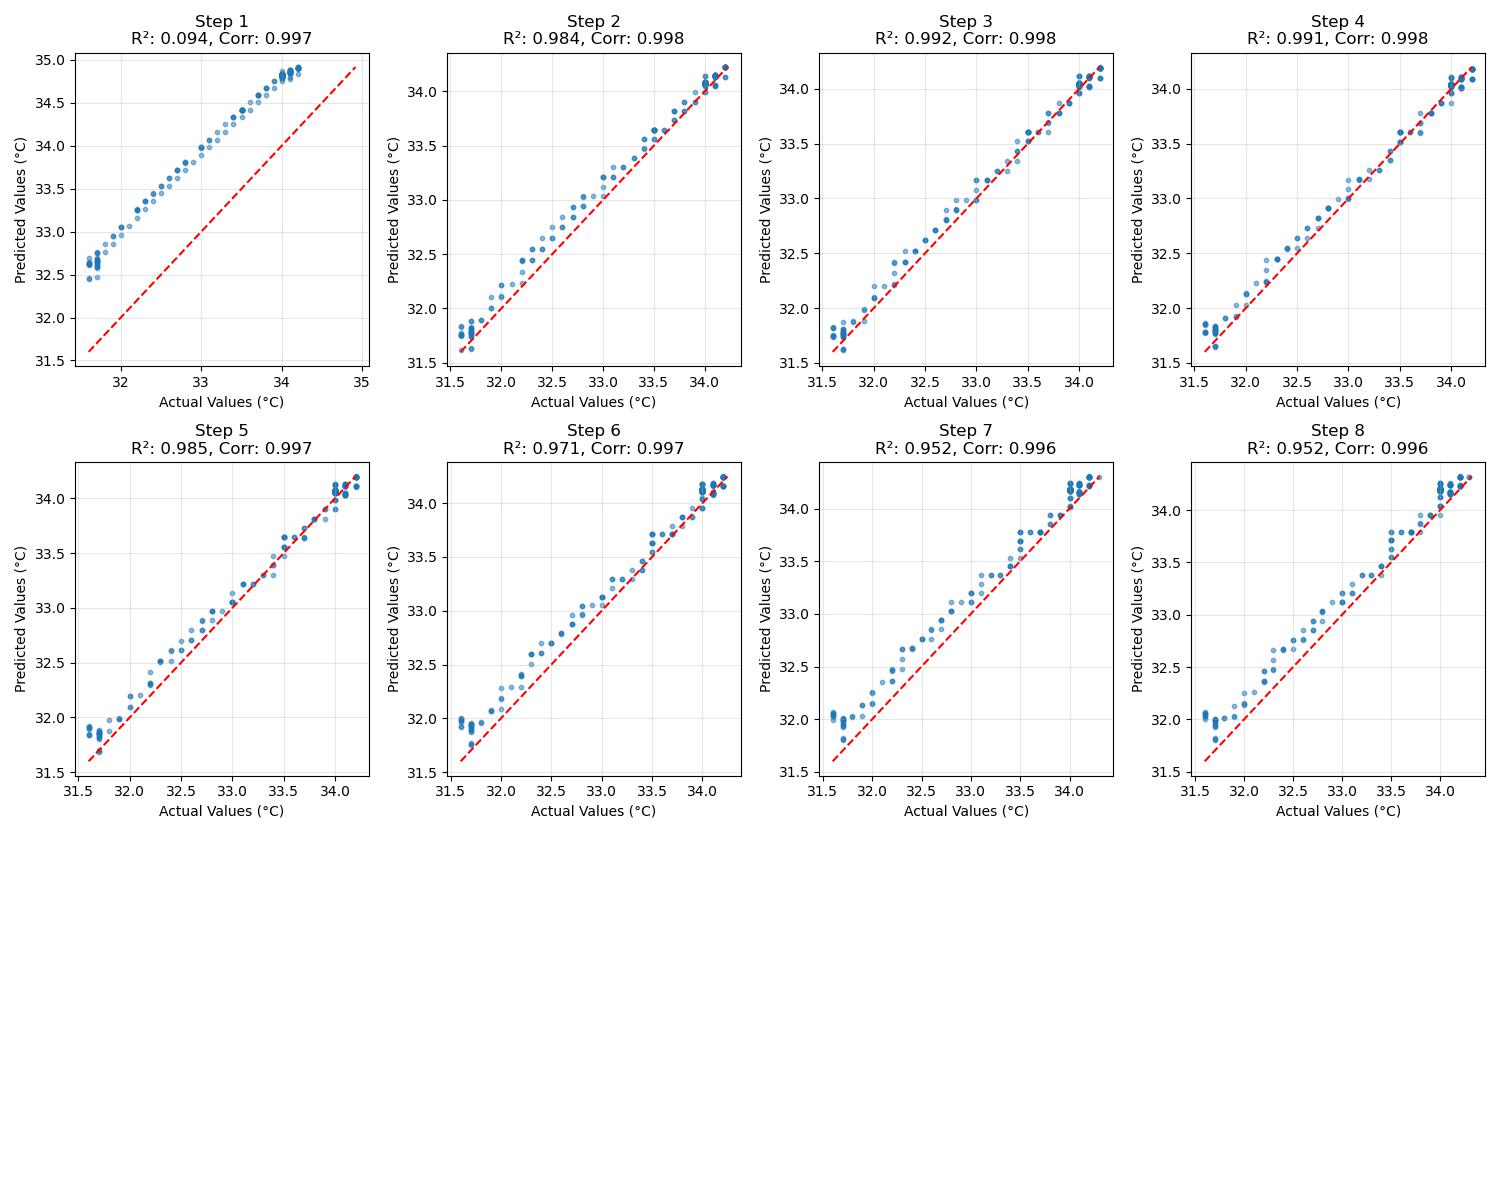 Step 1
R²: 0.094, Corr: 0.997
Predicted Values (°C)
35.0
34.5
34.0
33.5
33.0
32.5
32.0
31.5
32 33 34 35
Actual Values (°C)
Step 2
R²: 0.984, Corr: 0.998
Predicted Values (°C)
34.0
33.5
33.0
32.5
32.0
31.5
31.5 32.0 32.5 33.0 33.5 34.0
Actual Values (°C)
Step 3
R²: 0.992, Corr: 0.998
Predicted Values (°C)
34.0
33.5
33.0
32.5
32.0
31.5
31.5 32.0 32.5 33.0 33.5 34.0
Actual Values (°C)
Step 4
R²: 0.991, Corr: 0.998
Predicted Values (°C)
34.0
33.5
33.0
32.5
32.0
31.5
31.5 32.0 32.5 33.0 33.5 34.0
Actual Values (°C)
Step 5
R²: 0.985, Corr: 0.997
Predicted Values (°C)
34.0
33.5
33.0
32.5
32.0
31.5
31.5 32.0 32.5 33.0 33.5 34.0
Actual Values (°C)
Step 6
R²: 0.971, Corr: 0.997
Predicted Values (°C)
34.0
33.5
33.0
32.5
32.0
31.5
31.5 32.0 32.5 33.0 33.5 34.0
Actual Values (°C)
Step 7
R²: 0.952, Corr: 0.996
Predicted Values (°C)
34.0
33.5
33.0
32.5
32.0
31.5
31.5 32.0 32.5 33.0 33.5 34.0
Actual Values (°C)
Step 8
R²: 0.952, Corr: 0.996
Predicted Values (°C)
34.0
33.5
33.0
32.5
32.0
31.5
31.5 32.0 32.5 33.0 33.5 34.0
Actual Values (°C)